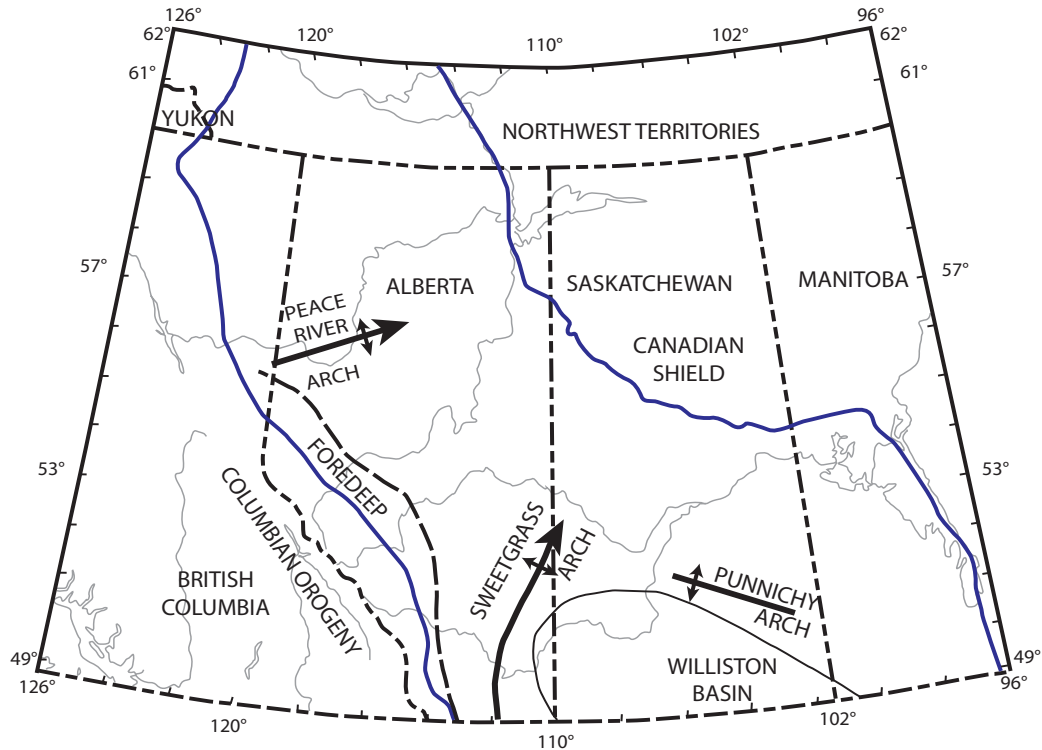 126°
96°
62°
120°
102°
62°
110°
61°
61°
YUKON
NORTHWEST TERRITORIES
57°
57°
ALBERTA
SASKATCHEWAN
MANITOBA
PEACE
RIVER
ARCH
CANADIAN
SHIELD
53°
53°
FOREDEEP
COLUMBIAN OROGENY
SWEETGRASS
ARCH
BRITISH
COLUMBIA
PUNNICHY
ARCH
WILLISTON
BASIN
49°
49°
126°
96°
120°
102°
110°